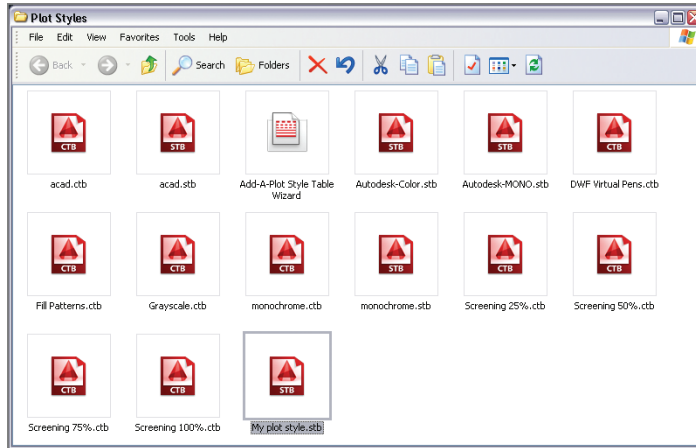 Plot Styles
File Edit View Favorites Tools Help
Back Search Folders
CTB STB CTB STB CTB
acad.ctb acad.stb Add-A-Plot Style Table Autodesk-Color.stb Autodesk-MONO.stb DWF Virtual Pens.ctb
Wizard
CTB CTB CTB STB CTB CTB
Fill Patterns.ctb Grayscale.ctb monochrome.ctb monochrome.stb Screening 25%.ctb Screening 50%.ctb
CTB CTB STB
Screening 75%.ctb Screening 100%.ctb My plot style.stb